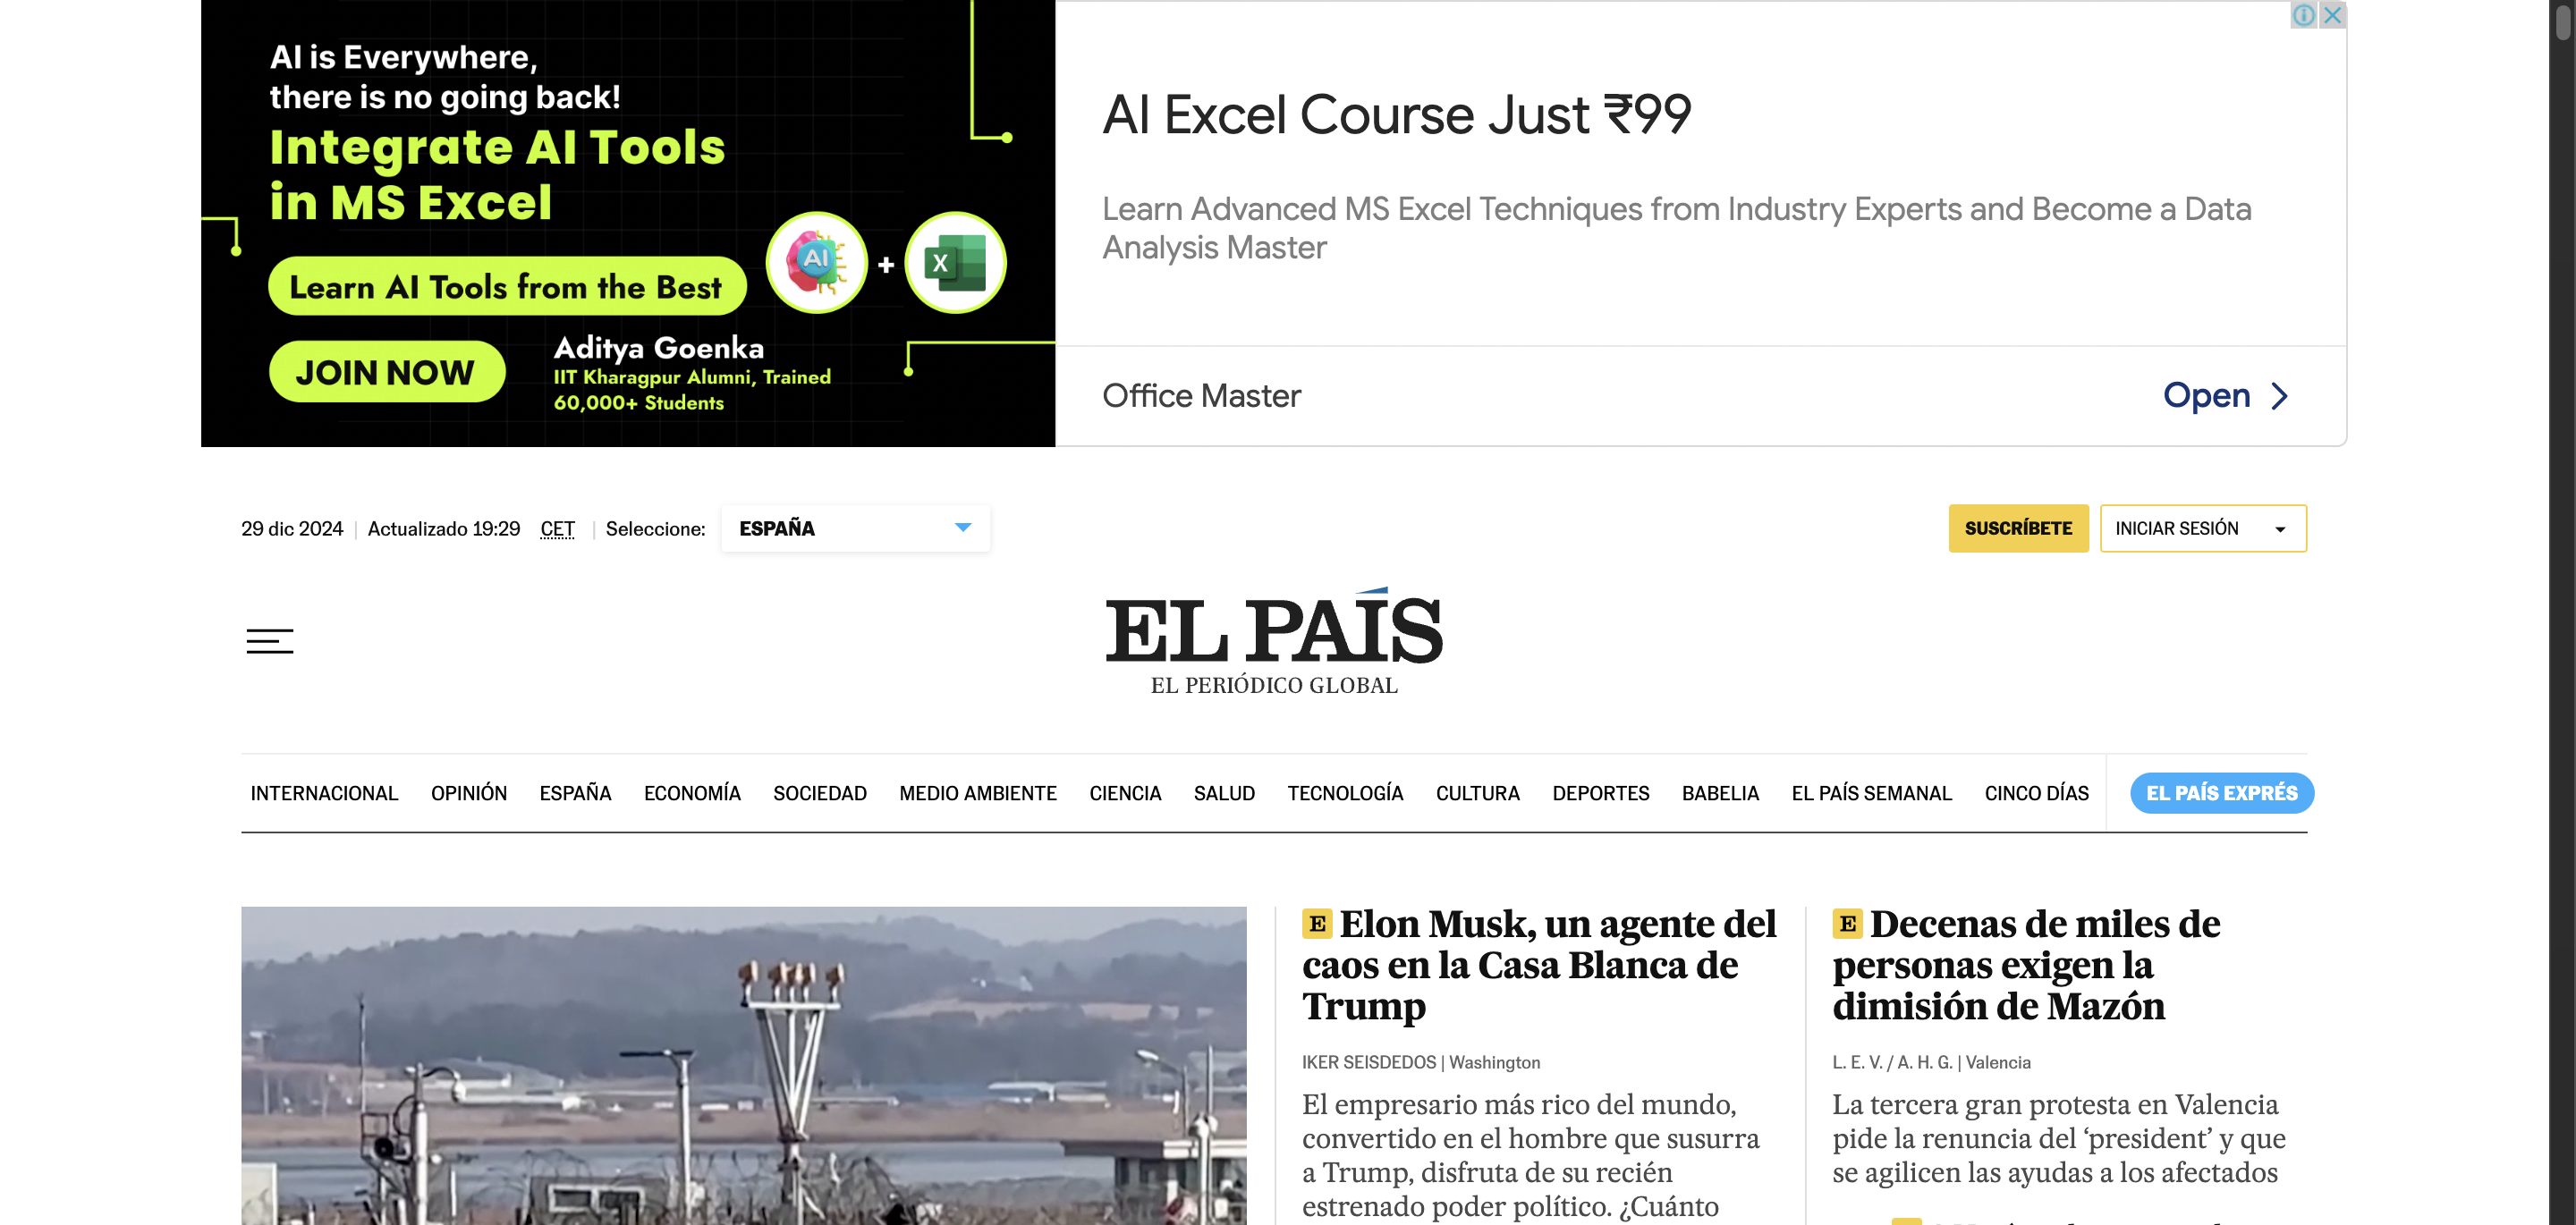 AI is Everywhere,
there is no going back!
Integrate AI Tools
in MS Excel
Learn AI Tools from the Best
AI + X
JOIN NOW
Aditya Goenka
IIT Kharagpur Alumni, Trained
60,000+ Students
AI Excel Course Just ₹99
Learn Advanced MS Excel Techniques from Industry Experts and Become a Data
Analysis Master
Office Master
Open
29 dic 2024 | Actualizado 19:29 CET | Seleccione: ESPAÑA
SUSCRÍBETE
INICIAR SESIÓN
EL PAÍS
EL PERIÓDICO GLOBAL
INTERNACIONAL OPINIÓN ESPAÑA ECONOMÍA SOCIEDAD MEDIO AMBIENTE CIENCIA SALUD TECNOLOGÍA CULTURA DEPORTES BABELIA EL PAÍS SEMANAL CINCO DÍAS EL PAÍS EXPRÉS
E Elon Musk, un agente del
caos en la Casa Blanca de
Trump
IKER SEISDEDOS | Washington
El empresario más rico del mundo,
convertido en el hombre que susurra
a Trump, disfruta de su recién
estrenado poder político. ¿Cuánto
E Decenas de miles de
personas exigen la
dimisión de Mazón
L. E. V. / A. H. G. | Valencia
La tercera gran protesta en Valencia
pide la renuncia del ‘president’ y que
se agilicen las ayudas a los afectados